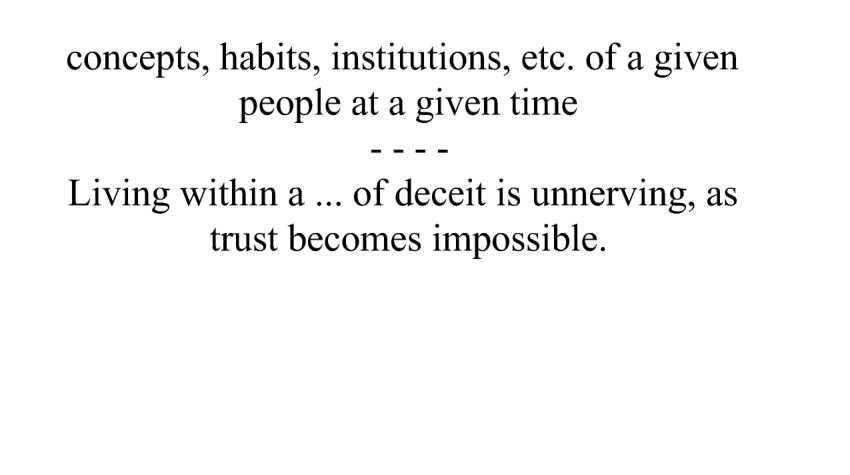 concepts, habits, institutions, etc. of a given
people at a given time
- - - -
Living within a ... of deceit is unnerving, as
trust becomes impossible.